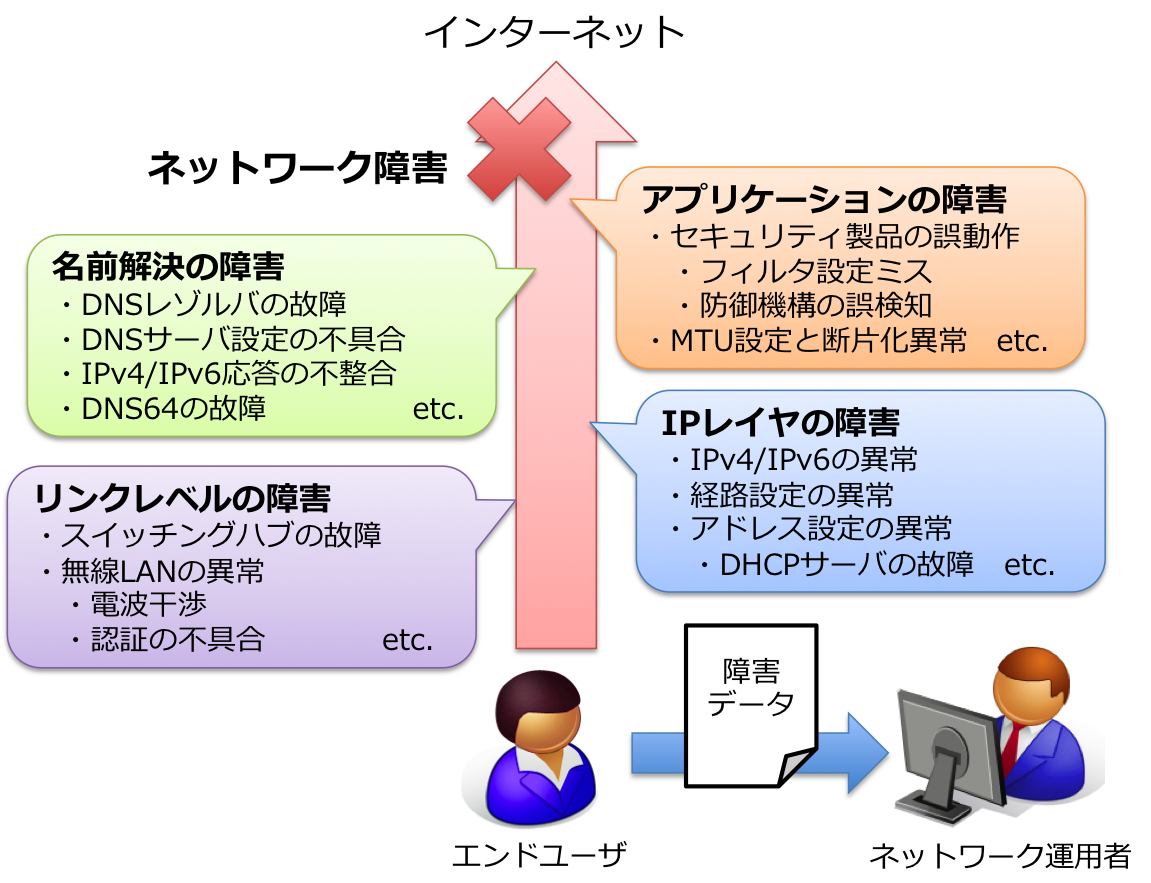 インターネット
ネットワーク障害
アプリケーションの障害
・セキュリティ製品の誤動作
・フィルタ設定ミス
・防御機構の誤検知
・MTU設定と断片化異常 etc.
名前解決の障害
・DNSレゾルバの故障
・DNSサーバ設定の不具合
・IPv4/IPv6応答の不整合
・DNS64の故障 etc.
IPレイヤの障害
・IPv4/IPv6の異常
・経路設定の異常
・アドレス設定の異常
・DHCPサーバの故障 etc.
リンクレベルの障害
・スイッチングハブの故障
・無線LANの異常
・電波干渉
・認証の不具合 etc.
障害
データ
エンドユーザ
ネットワーク運用者